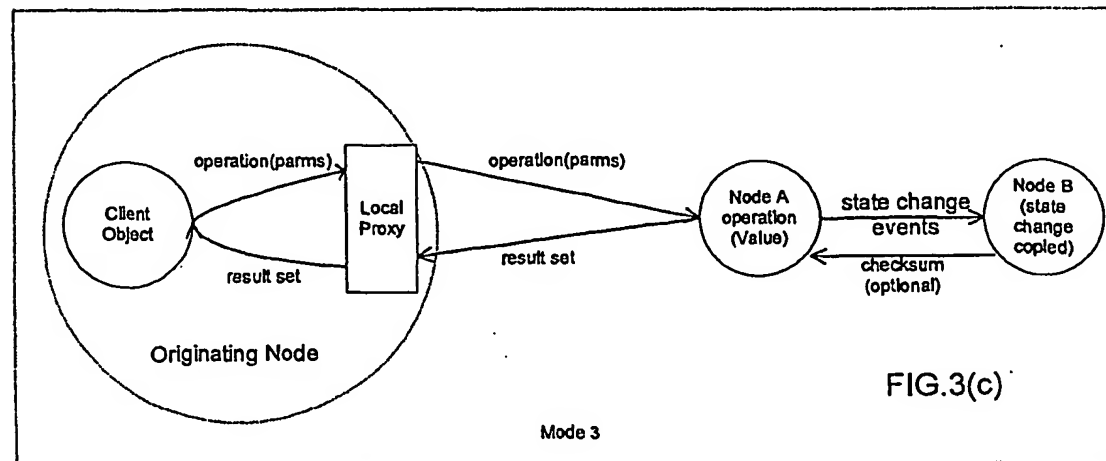 operation(parms)
operation(parms)
Client
Object
Local
Proxy
Node A
operation
(Value)
state change
events
Node B
(state
change
copied)
result set
result set
checksum
(optional)
Originating Node
FIG.3(c)
Mode 3